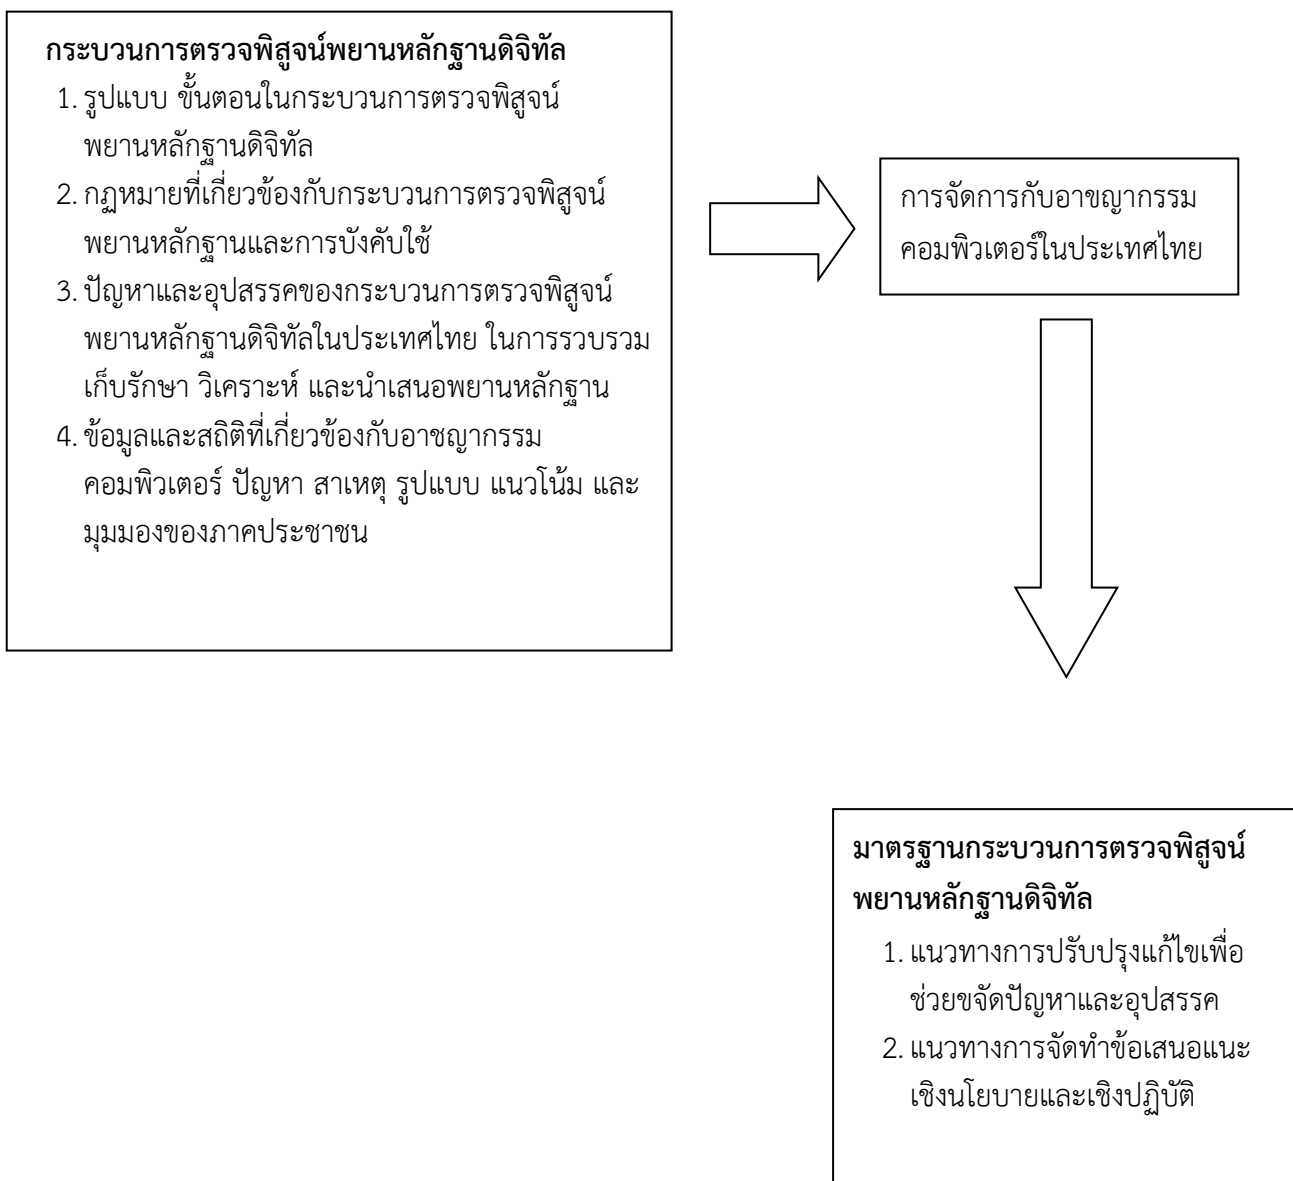 กระบวนการตรวจพิสูจน์พยานหลักฐานดิจิทัล
1. รูปแบบ ขั้นตอนในกระบวนการตรวจพิสูจน์
พยานหลักฐานดิจิทัล
2. กฎหมายที่เกี่ยวข้องกับกระบวนการตรวจพิสูจน์
พยานหลักฐานและการบังคับใช้
3. ปัญหาและอุปสรรคของกระบวนการตรวจพิสูจน์
พยานหลักฐานดิจิทัลในประเทศไทย ในการรวบรวม
เก็บรักษา วิเคราะห์ และนำเสนอพยานหลักฐาน
4. ข้อมูลและสถิติที่เกี่ยวข้องกับอาชญากรรม
คอมพิวเตอร์ ปัญหา สาเหตุ รูปแบบ แนวโน้ม และ
มุมมองของภาคประชาชน
การจัดการกับอาขญากรรม
คอมพิวเตอร์ในประเทศไทย
มาตรฐานกระบวนการตรวจพิสูจน์
พยานหลักฐานดิจิทัล
1. แนวทางการปรับปรุงแก้ไขเพื่อ
ช่วยขจัดปัญหาและอุปสรรค
2. แนวทางการจัดทำข้อเสนอแนะ
เชิงนโยบายและเชิงปฏิบัติ